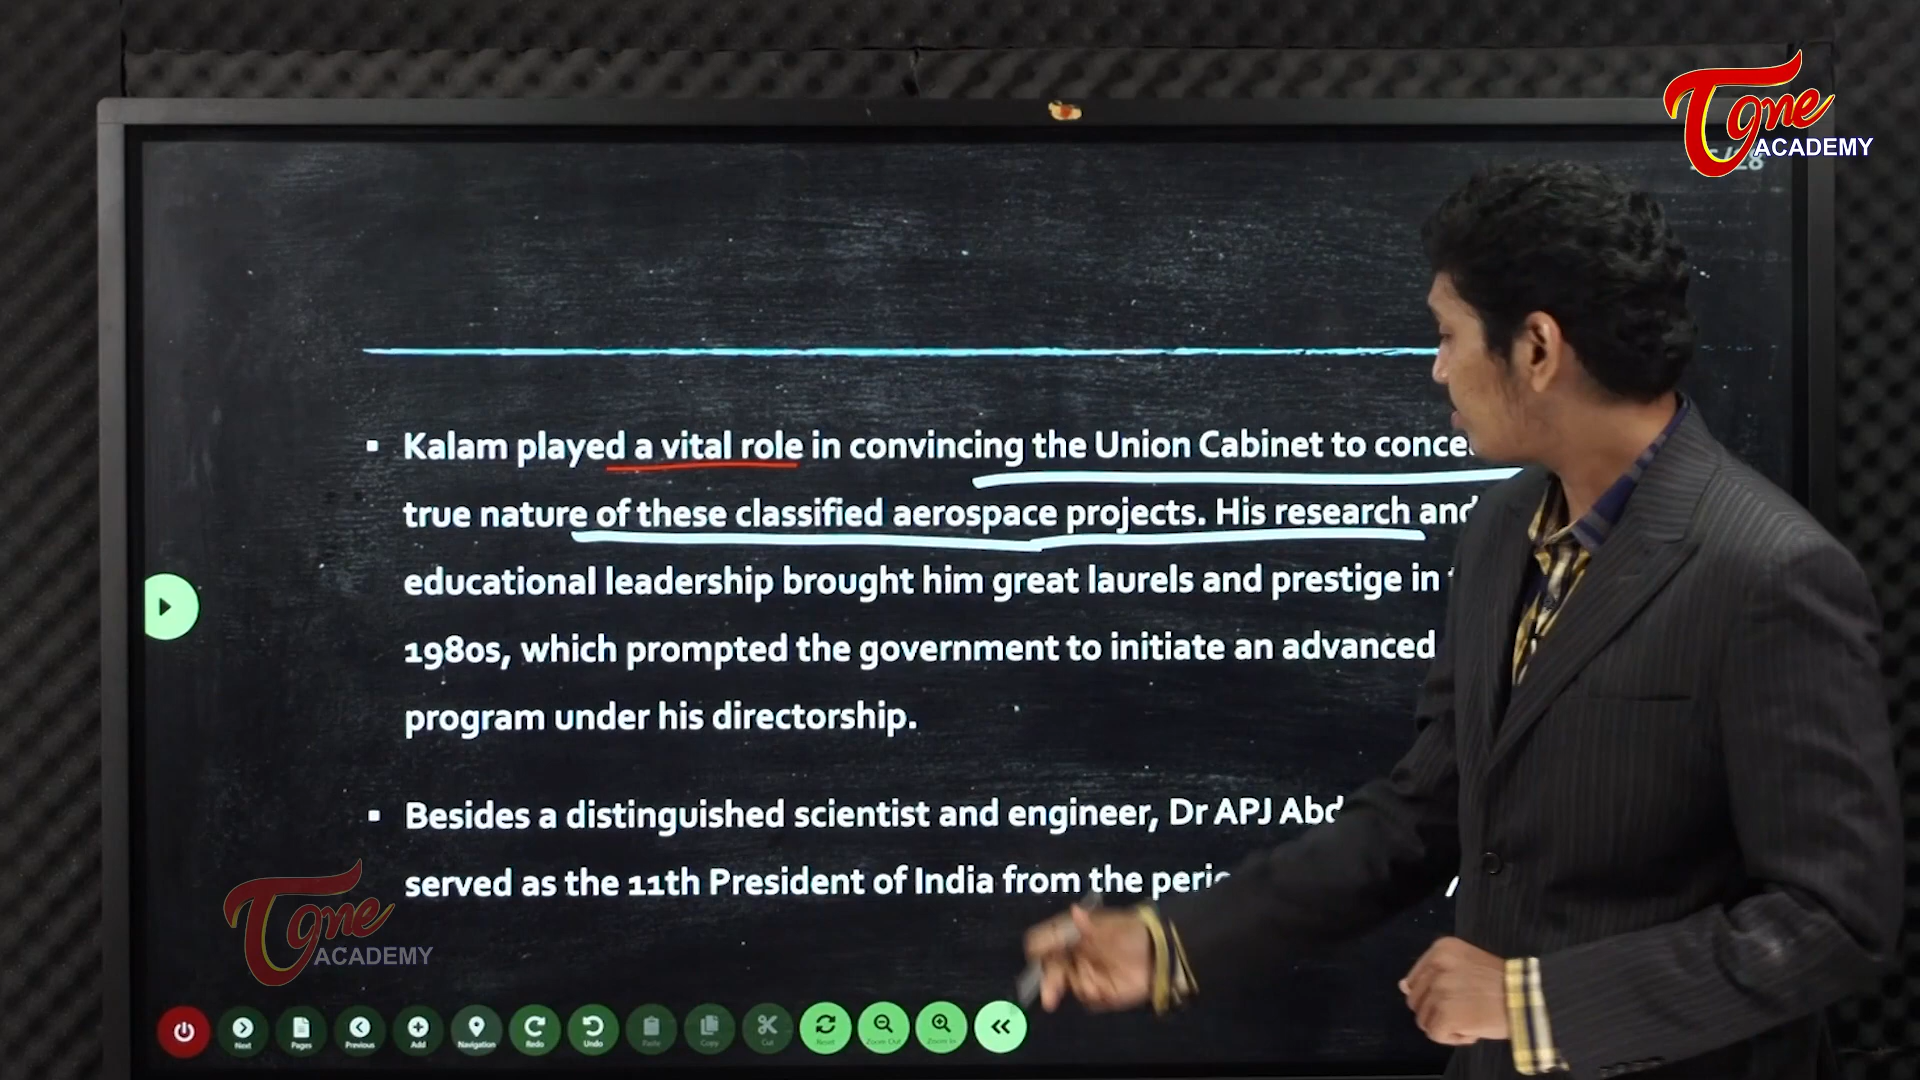 Tone
ACADEMY
Kalam played a vital role in convincing the Union Cabinet to
true nature of these classified aerospace projects. His research and
educational leadership brought him great laurels and prestige in
1980s, which prompted the government to initiate an advanced
program under his directorship.
Besides a distinguished scientist and engineer, Dr APJ
served as the 11th President of India from the
Tone
ACADEMY
Next
Pages
Previous
Add
Navigation
Redo
Undo
Paste
Copy
Cut
Reset
Zoom Out
Zoom In